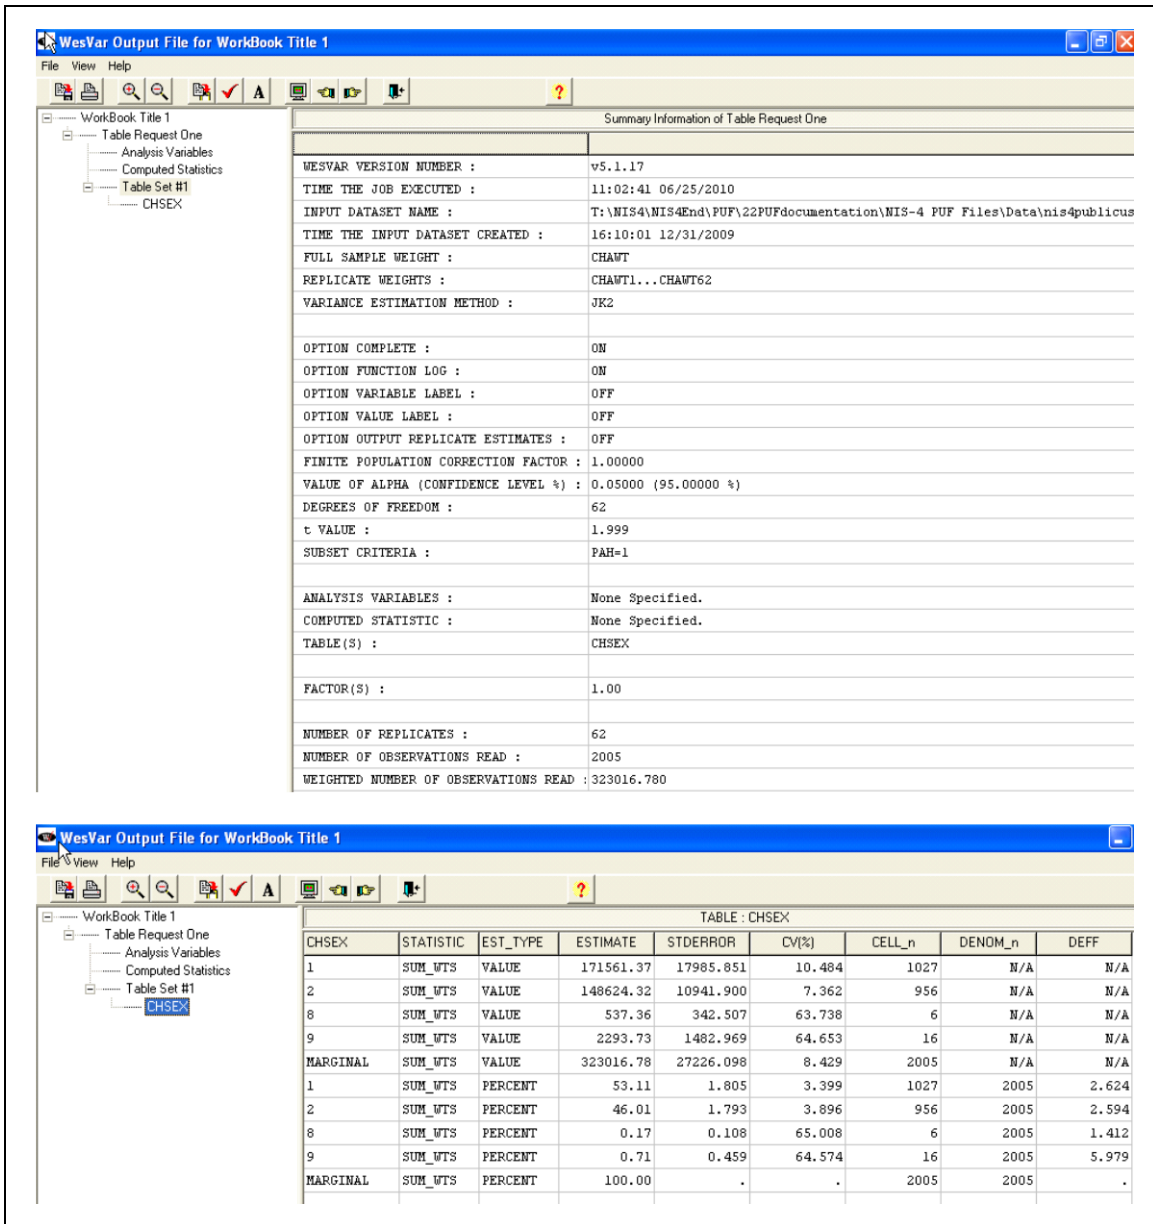 WesVar Output File for WorkBook Title 1
File View Help
A ?
WorkBook Title 1
Table Request One
Analysis Variables
Computed Statistics
Table Set #1
CHSEX
Summary Information of Table Request One
WESVAR VERSION NUMBER : v5.1.17
TIME THE JOB EXECUTED : 11:02:41 06/25/2010
INPUT DATASET NAME : T:\NIS4\NIS4End\PUF\22PUFdocumentation\NIS-4 PUF Files\Data\nis4publicus
TIME THE INPUT DATASET CREATED : 16:10:01 12/31/2009
FULL SAMPLE WEIGHT : CHAWT
REPLICATE WEIGHTS : CHAWT1...CHAWT62
VARIANCE ESTIMATION METHOD : JK2
OPTION COMPLETE : ON
OPTION FUNCTION LOG : ON
OPTION VARIABLE LABEL : OFF
OPTION VALUE LABEL : OFF
OPTION OUTPUT REPLICATE ESTIMATES : OFF
FINITE POPULATION CORRECTION FACTOR : 1.00000
VALUE OF ALPHA (CONFIDENCE LEVEL %) : 0.05000 (95.00000 %)
DEGREES OF FREEDOM : 62
t VALUE : 1.999
SUBSET CRITERIA : PAH=1
ANALYSIS VARIABLES : None Specified.
COMPUTED STATISTIC : None Specified.
TABLE(S) : CHSEX
FACTOR(S) : 1.00
NUMBER OF REPLICATES : 62
NUMBER OF OBSERVATIONS READ : 2005
WEIGHTED NUMBER OF OBSERVATIONS READ : 323016.780
WesVar Output File for WorkBook Title 1
File View Help
A ?
WorkBook Title 1
Table Request One
Analysis Variables
Computed Statistics
Table Set #1
CHSEX
TABLE : CHSEX
CHSEX STATISTIC EST_TYPE ESTIMATE STDERROR CV(%) CELL_n DENOM_n DEFF
1 SUM_WTS VALUE 171561.37 17985.851 10.484 1027 N/A N/A
2 SUM_WTS VALUE 148624.32 10941.900 7.362 956 N/A N/A
8 SUM_WTS VALUE 537.36 342.507 63.738 6 N/A N/A
9 SUM_WTS VALUE 2293.73 1482.969 64.653 16 N/A N/A
MARGINAL SUM_WTS VALUE 323016.78 27226.098 8.429 2005 N/A N/A
1 SUM_WTS PERCENT 53.11 1.805 3.399 1027 2005 2.624
2 SUM_WTS PERCENT 46.01 1.793 3.896 956 2005 2.594
8 SUM_WTS PERCENT 0.17 0.108 65.008 6 2005 1.412
9 SUM_WTS PERCENT 0.71 0.459 64.574 16 2005 5.979
MARGINAL SUM_WTS PERCENT 100.00 . . 2005 2005 .